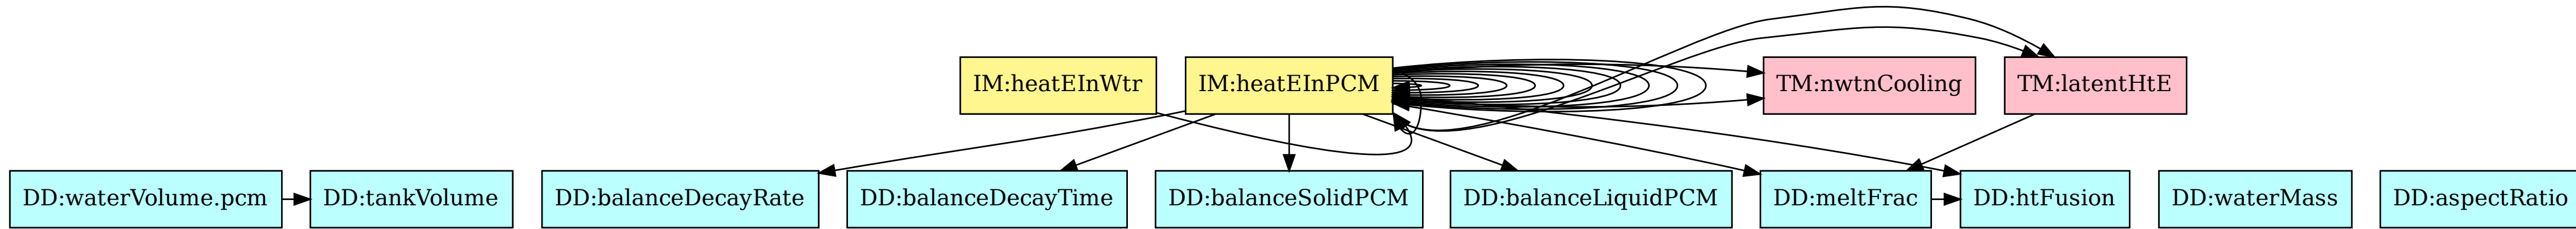 IM:heatEInWtr
IM:heatEInPCM
TM:nwtnCooling
TM:latentHtE
DD:waterVolume.pcm
DD:tankVolume
DD:balanceDecayRate
DD:balanceDecayTime
DD:balanceSolidPCM
DD:balanceLiquidPCM
DD:meltFrac
DD:htFusion
DD:waterMass
DD:aspectRatio